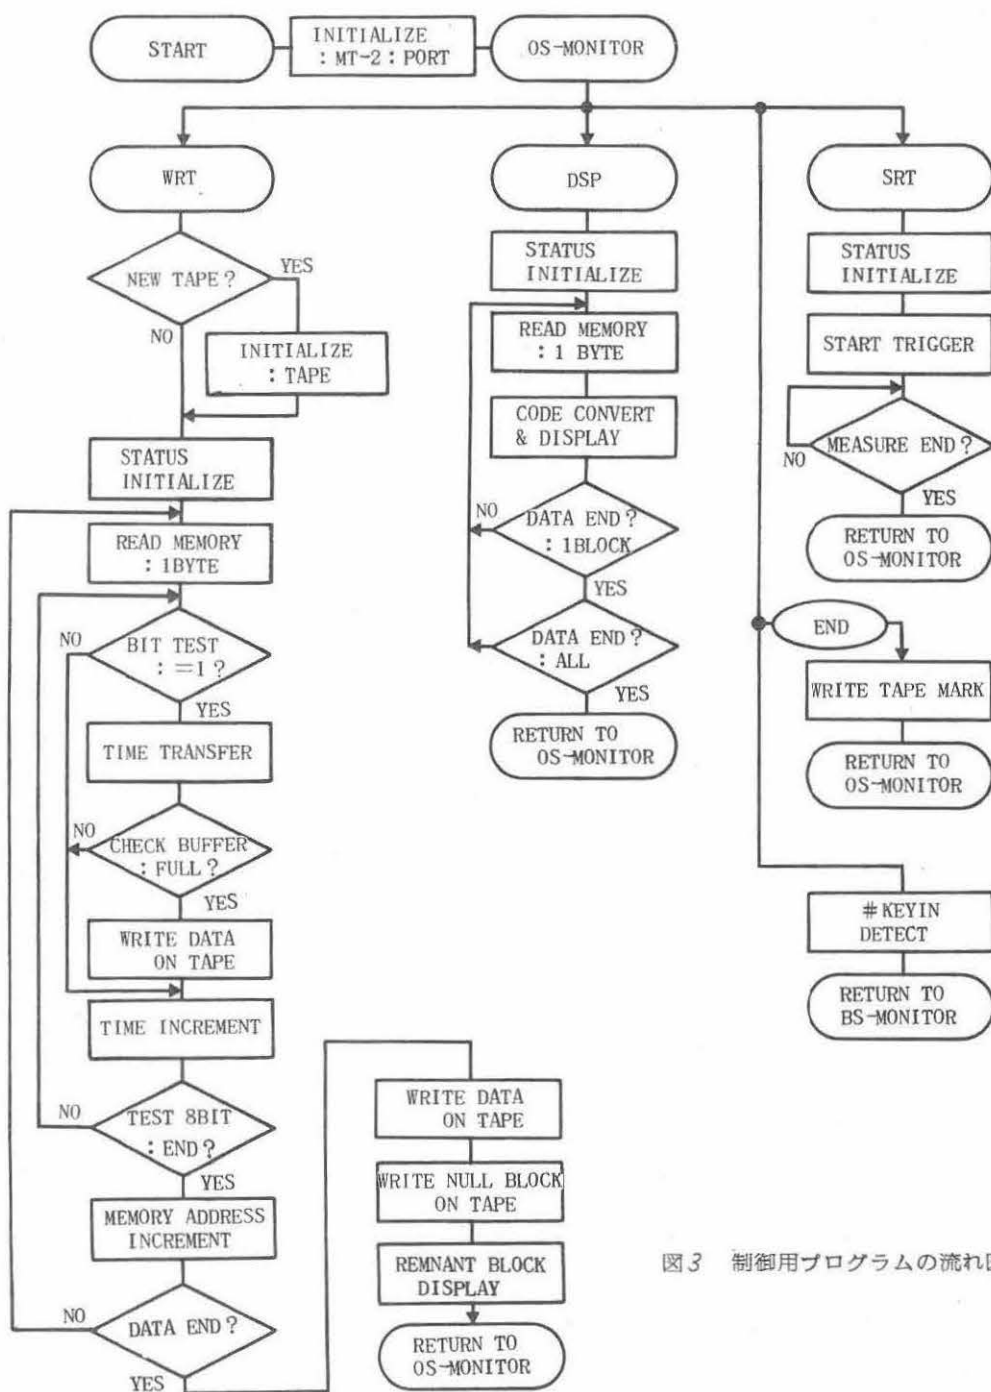 START
INITIALIZE
: MT-2 : PORT
OS-MONITOR
WRT
NEW TAPE?
YES
NO
INITIALIZE
: TAPE
STATUS
INITIALIZE
READ MEMORY
: 1BYTE
BIT TEST
: =1?
NO
YES
TIME TRANSFER
CHECK BUFFER
: FULL?
NO
YES
WRITE DATA
ON TAPE
TIME INCREMENT
TEST 8BIT
: END?
NO
YES
MEMORY ADDRESS
INCREMENT
DATA END?
NO
YES
WRITE DATA
ON TAPE
WRITE NULL BLOCK
ON TAPE
REMNANT BLOCK
DISPLAY
RETURN TO
OS-MONITOR
DSP
STATUS
INITIALIZE
READ MEMORY
: 1 BYTE
CODE CONVERT
& DISPLAY
DATA END?
: 1BLOCK
NO
YES
DATA END?
: ALL
YES
RETURN TO
OS-MONITOR
SRT
STATUS
INITIALIZE
START TRIGGER
MEASURE END?
NO
YES
RETURN TO
OS-MONITOR
END
WRITE TAPE MARK
RETURN TO
OS-MONITOR
#KEYIN
DETECT
RETURN TO
BS-MONITOR
図3 制御用プログラムの流れ図